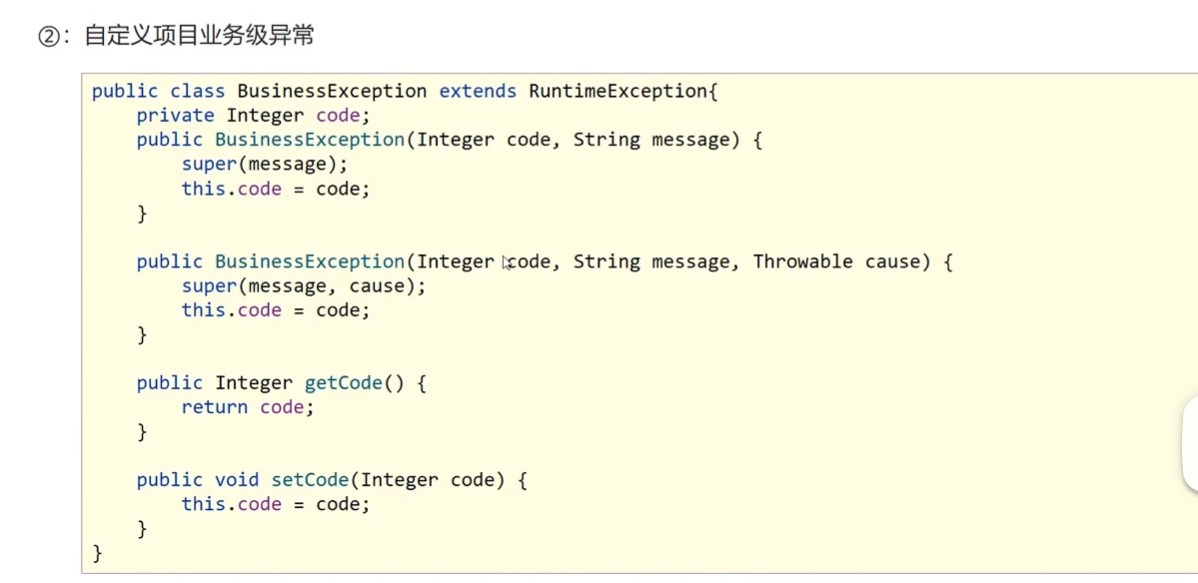 ②：自定义项目业务级异常
public class BusinessException extends RuntimeException{
    private Integer code;
    public BusinessException(Integer code, String message) {
        super(message);
        this.code = code;
    }
    public BusinessException(Integer code, String message, Throwable cause) {
        super(message, cause);
        this.code = code;
    }
    public Integer getCode() {
        return code;
    }
    public void setCode(Integer code) {
        this.code = code;
    }
}